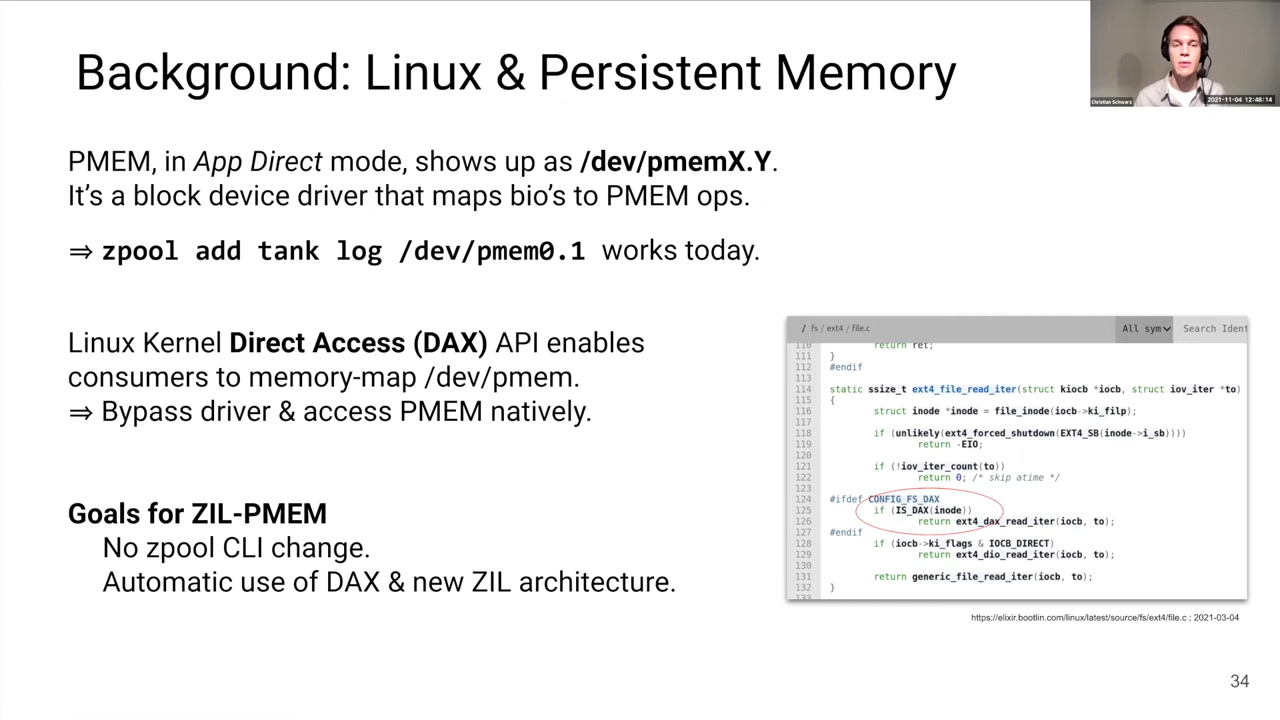 Background: Linux & Persistent Memory
Christian Schwarz
2021-11-04 12:48:14
PMEM, in App Direct mode, shows up as /dev/pmemX.Y.
It's a block device driver that maps bio's to PMEM ops.
⇒ zpool add tank log /dev/pmem0.1 works today.
Linux Kernel Direct Access (DAX) API enables
consumers to memory-map /dev/pmem.
⇒ Bypass driver & access PMEM natively.
Goals for ZIL-PMEM
No zpool CLI change.
Automatic use of DAX & new ZIL architecture.
/ fs / ext4 / file.c All sym Search Ident
110 return ret;
111 }
112 #endif
113
114 static ssize_t ext4_file_read_iter(struct kiocb *iocb, struct iov_iter *to)
115 {
116 struct inode *inode = file_inode(iocb->ki_filp);
117
118 if (unlikely(ext4_forced_shutdown(EXT4_SB(inode->i_sb))))
119 return -EIO;
120
121 if (!iov_iter_count(to))
122 return 0; /* skip atime */
123
124 #ifdef CONFIG_FS_DAX
125 if (IS_DAX(inode))
126 return ext4_dax_read_iter(iocb, to);
127 #endif
128 if (iocb->ki_flags & IOCB_DIRECT)
129 return ext4_dio_read_iter(iocb, to);
130
131 return generic_file_read_iter(iocb, to);
132 }
133
https://elixir.bootlin.com/linux/latest/source/fs/ext4/file.c ; 2021-03-04
34